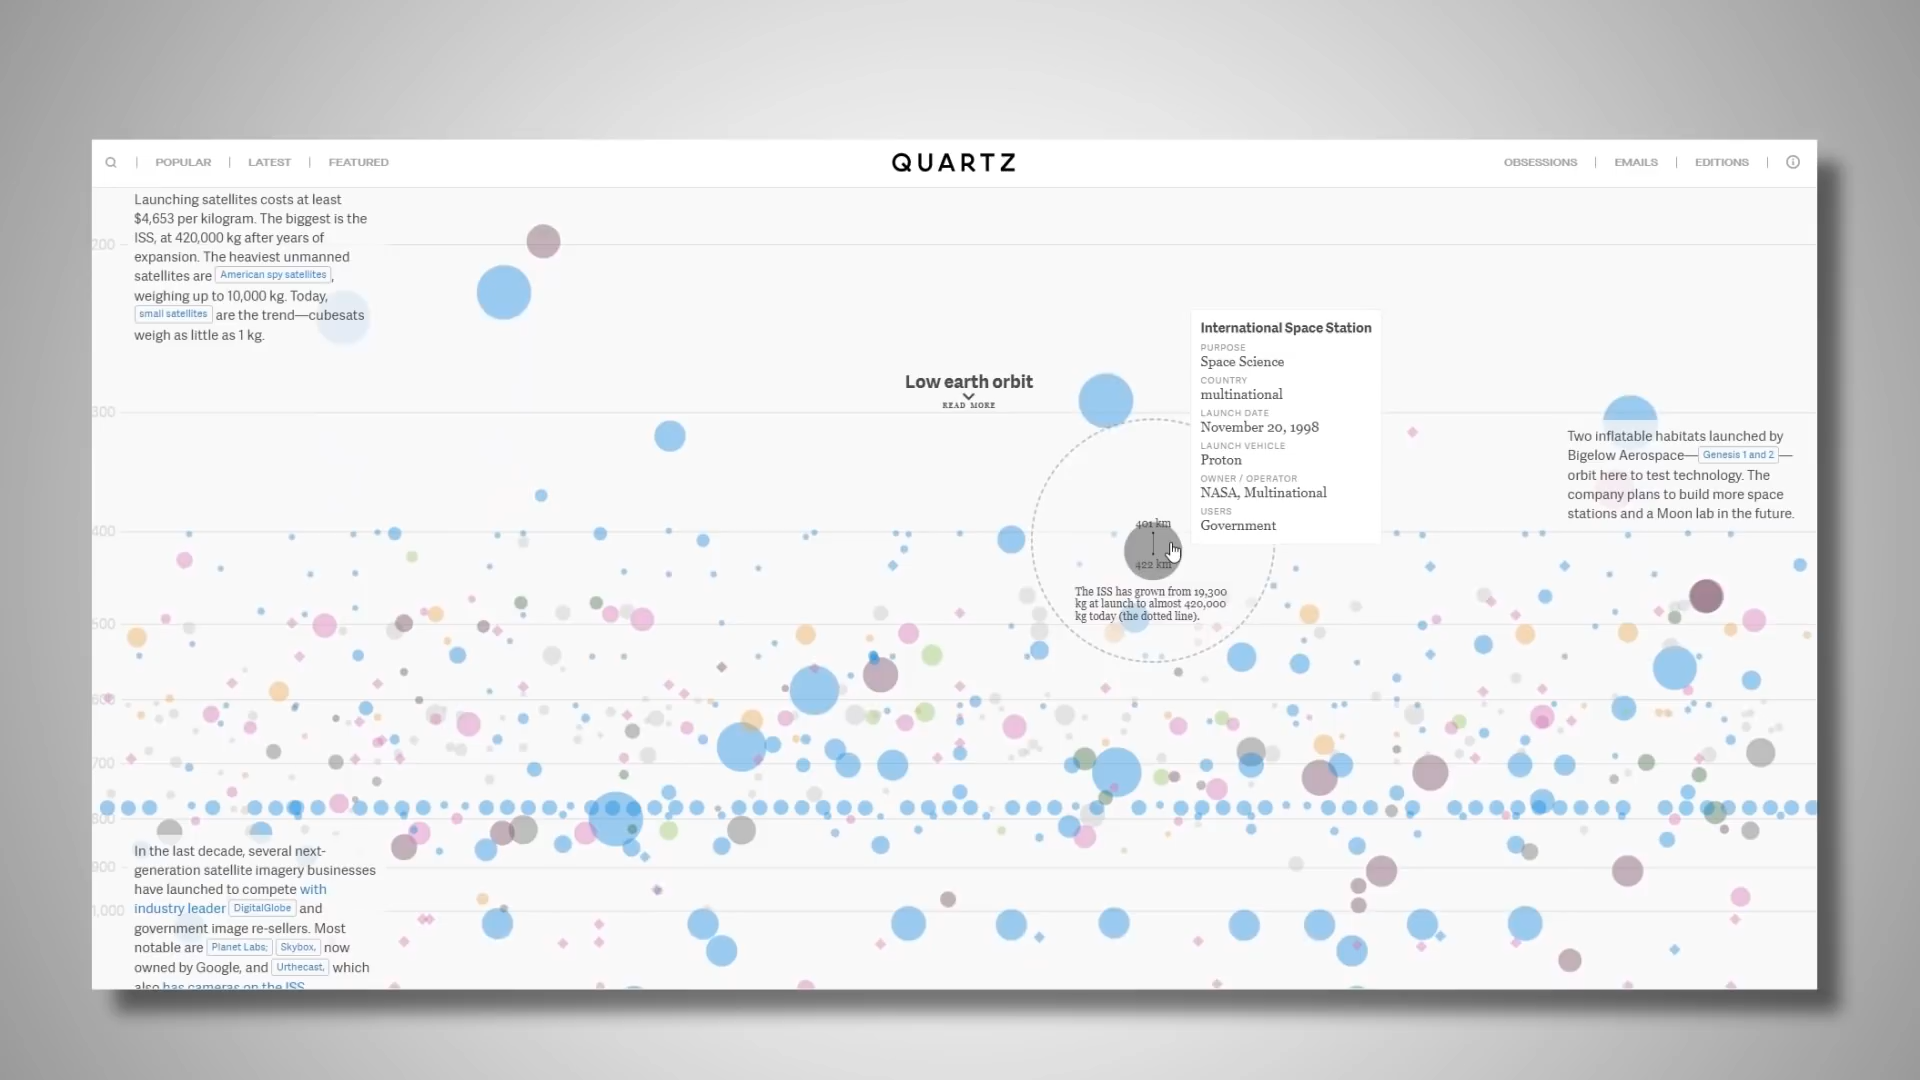 POPULAR | LATEST | FEATURED
QUARTZ
OBSESSIONS | EMAILS | EDITIONS
Launching satellites costs at least
$4,653 per kilogram. The biggest is the
ISS, at 420,000 kg after years of
expansion. The heaviest unmanned
satellites are American spy satellites,
weighing up to 10,000 kg. Today,
small satellites are the trend—cubesats
weigh as little as 1 kg.
200
300
400
500
600
700
800
900
1,000
Low earth orbit
READ MORE
International Space Station
PURPOSE
Space Science
COUNTRY
multinational
LAUNCH DATE
November 20, 1998
LAUNCH VEHICLE
Proton
OWNER / OPERATOR
NASA, Multinational
USERS
Government
401 km
422 km
The ISS has grown from 19,300
kg at launch to almost 420,000
kg today (the dotted line).
Two inflatable habitats launched by
Bigelow Aerospace—Genesis 1 and 2—
orbit here to test technology. The
company plans to build more space
stations and a Moon lab in the future.
In the last decade, several next-
generation satellite imagery businesses
have launched to compete with
industry leader DigitalGlobe and
government image re-sellers. Most
notable are Planet Labs; Skybox, now
owned by Google, and Urthecast, which
also has cameras on the ISS